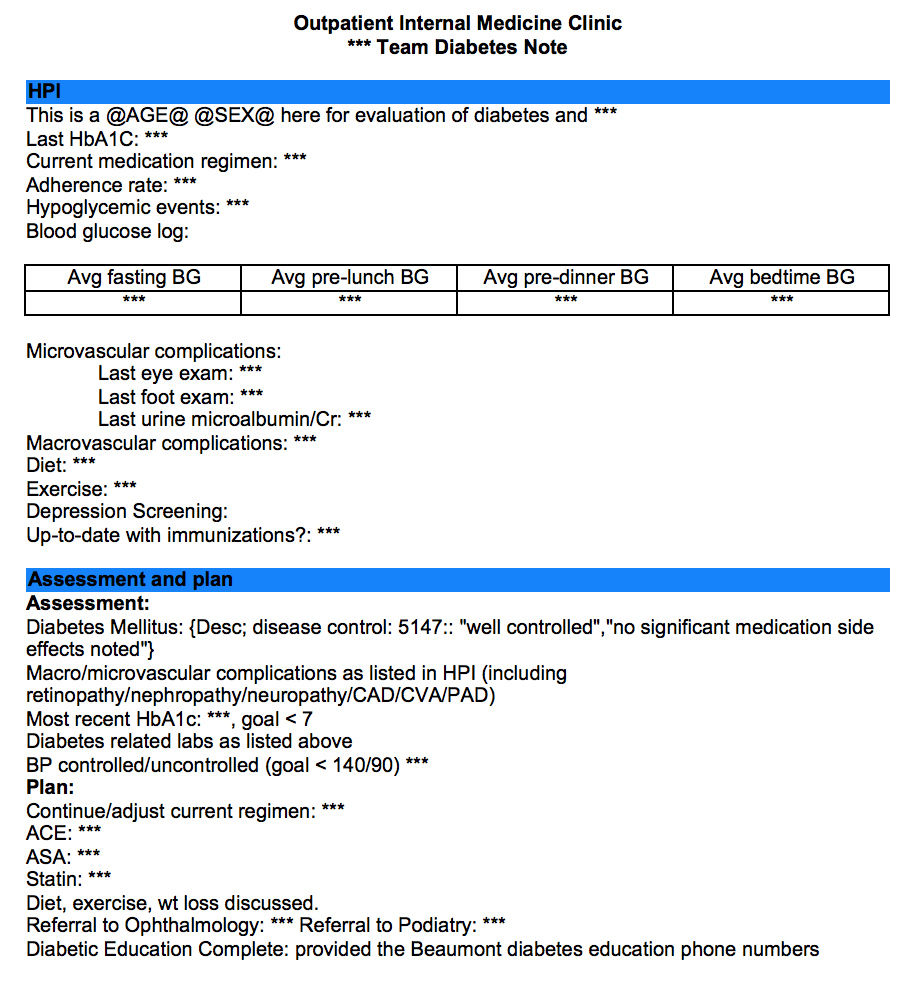 Outpatient Internal Medicine Clinic
*** Team Diabetes Note
HPI
This is a @AGE@ @SEX@ here for evaluation of diabetes and ***
Last HbA1C: ***
Current medication regimen: ***
Adherence rate: ***
Hypoglycemic events: ***
Blood glucose log:
Avg fasting BG Avg pre-lunch BG Avg pre-dinner BG Avg bedtime BG
*** *** *** ***
Microvascular complications:
Last eye exam: ***
Last foot exam: ***
Last urine microalbumin/Cr: ***
Macrovascular complications: ***
Diet: ***
Exercise: ***
Depression Screening:
Up-to-date with immunizations?: ***
Assessment and plan
Assessment:
Diabetes Mellitus: {Desc; disease control: 5147:: "well controlled","no significant medication side
effects noted"}
Macro/microvascular complications as listed in HPI (including
retinopathy/nephropathy/neuropathy/CAD/CVA/PAD)
Most recent HbA1c: ***, goal < 7
Diabetes related labs as listed above
BP controlled/uncontrolled (goal < 140/90) ***
Plan:
Continue/adjust current regimen: ***
ACE: ***
ASA: ***
Statin: ***
Diet, exercise, wt loss discussed.
Referral to Ophthalmology: *** Referral to Podiatry: ***
Diabetic Education Complete: provided the Beaumont diabetes education phone numbers